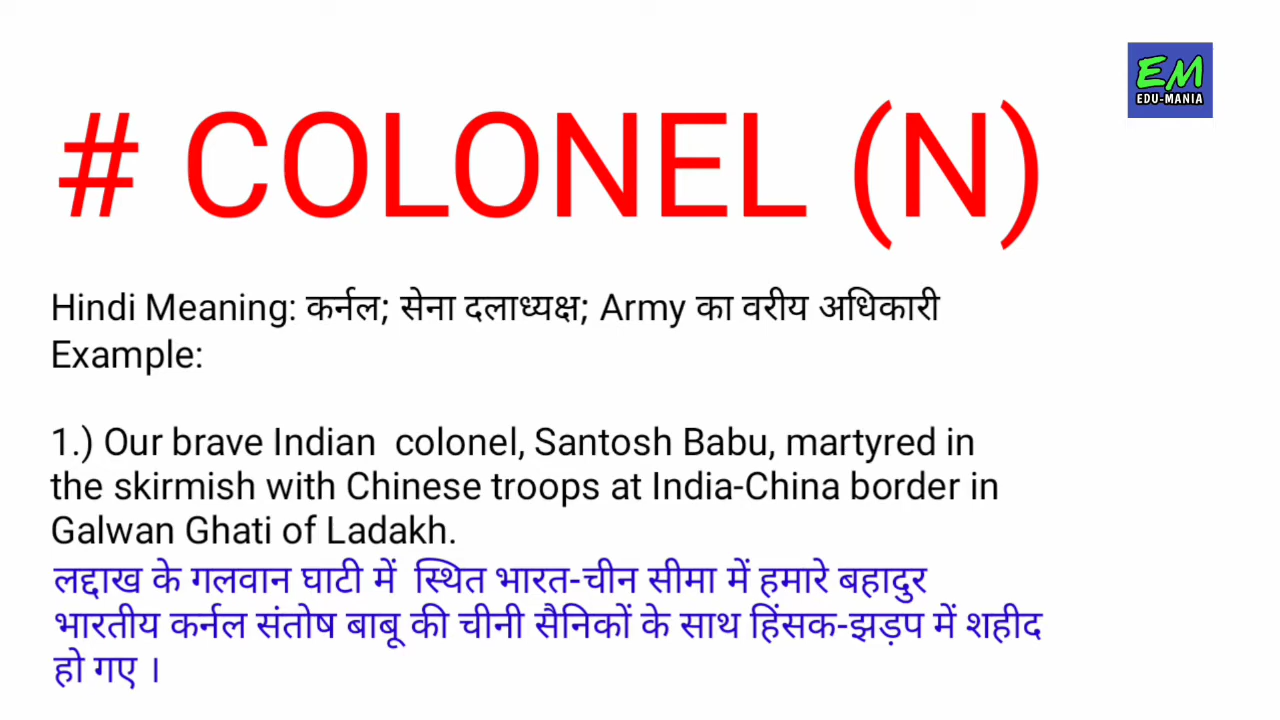 EM
EDU-MANIA
# COLONEL (N)
Hindi Meaning: कर्नल; सेना दलाध्यक्ष; Army का वरीय अधिकारी
Example:
1.) Our brave Indian  colonel, Santosh Babu, martyred in
the skirmish with Chinese troops at India-China border in
Galwan Ghati of Ladakh.
लद्दाख के गलवान घाटी में  स्थित भारत-चीन सीमा में हमारे बहादुर
भारतीय कर्नल संतोष बाबू की चीनी सैनिकों के साथ हिंसक-झड़प में शहीद
हो गए ।